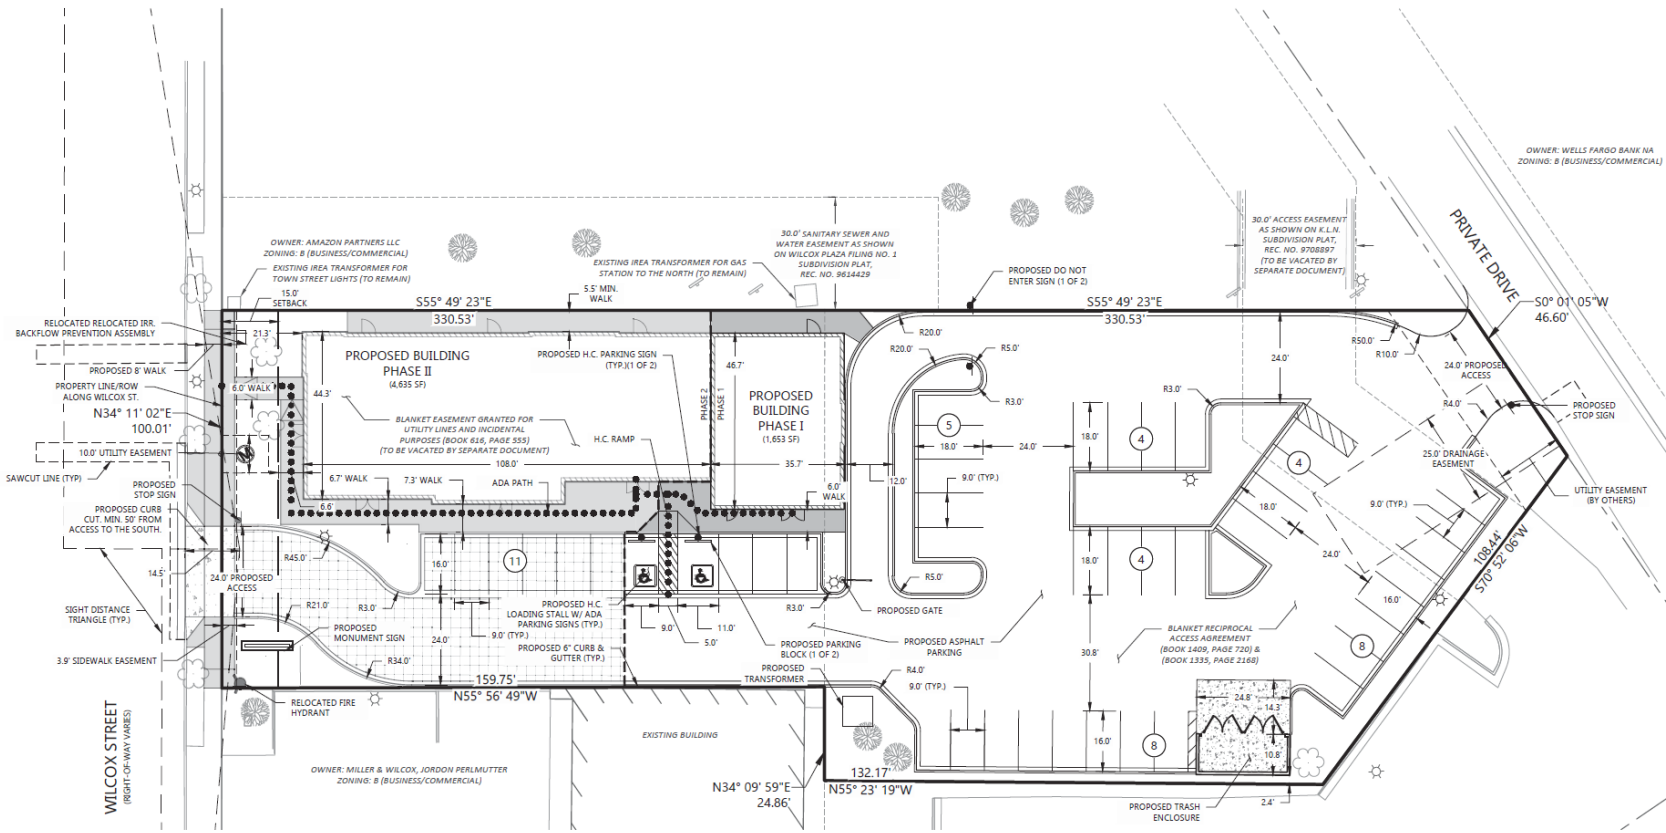 OWNER: WELLS FARGO BANK NA
ZONING: B (BUSINESS/COMMERCIAL)
PRIVATE DRIVE
30.0' ACCESS EASEMENT
AS SHOWN ON K.L.N.
SUBDIVISION PLAT,
REC. NO. 9708897
(TO BE VACATED BY
SEPARATE DOCUMENT)
30.0' SANITARY SEWER AND
WATER EASEMENT AS SHOWN
ON WILCOX PLAZA FILING NO. 1
SUBDIVISION PLAT,
REC. NO. 9614429
OWNER: AMAZON PARTNERS LLC
ZONING: B (BUSINESS/COMMERCIAL)
EXISTING IREA TRANSFORMER FOR
TOWN STREET LIGHTS (TO REMAIN)
EXISTING IREA TRANSFORMER FOR GAS
STATION TO THE NORTH (TO REMAIN)
PROPOSED DO NOT
ENTER SIGN (1 OF 2)
15.0'
SETBACK
5.5' MIN.
WALK
S55° 49' 23"E
330.53'
S55° 49' 23"E
330.53'
S0° 01' 05"W
46.60'
RELOCATED RELOCATED IRR.
BACKFLOW PREVENTION ASSEMBLY
21.3'
PROPOSED 8' WALK
PROPERTY LINE/ROW
ALONG WILCOX ST.
6.0' WALK
N34° 11' 02"E
100.01'
10.0' UTILITY EASEMENT
SAWCUT LINE (TYP)
PROPOSED
STOP SIGN
PROPOSED CURB
CUT. MIN. 50' FROM
ACCESS TO THE SOUTH.
14.5'
24.0' PROPOSED
ACCESS
SIGHT DISTANCE
TRIANGLE (TYP.)
3.9' SIDEWALK EASEMENT
WILCOX STREET
(RIGHT-OF-WAY VARIES)
PROPOSED BUILDING
PHASE II
(4,635 SF)
44.3'
PROPOSED H.C. PARKING SIGN
(TYP.)(1 OF 2)
BLANKET EASEMENT GRANTED FOR
UTILITY LINES AND INCIDENTAL
PURPOSES (BOOK 616, PAGE 555)
(TO BE VACATED BY SEPARATE DOCUMENT)
H.C. RAMP
108.0'
6.7' WALK
7.3' WALK
ADA PATH
6.6'
PHASE 2
PHASE 1
46.7'
PROPOSED
BUILDING
PHASE I
(1,653 SF)
35.7'
6.0'
WALK
12.0'
R20.0'
R20.0'
R5.0'
R3.0'
5
18.0'
24.0'
9.0' (TYP.)
R5.0'
24.0'
R3.0'
18.0'
4
4
18.0'
4
18.0'
24.0'
R50.0'
R10.0'
24.0' PROPOSED
ACCESS
R4.0'
PROPOSED
STOP SIGN
25.0' DRAINAGE
EASEMENT
UTILITY EASEMENT
(BY OTHERS)
9.0' (TYP.)
108.44'
S70° 52' 06"W
16.0'
8
R45.0'
R3.0'
R21.0'
R34.0'
11
16.0'
24.0'
9.0' (TYP.)
PROPOSED
MONUMENT SIGN
RELOCATED FIRE
HYDRANT
PROPOSED H.C.
LOADING STALL W/ ADA
PARKING SIGNS (TYP.)
PROPOSED 6" CURB &
GUTTER (TYP.)
9.0'
5.0'
11.0'
R3.0'
PROPOSED GATE
PROPOSED PARKING
BLOCK (1 OF 2)
PROPOSED
TRANSFORMER
PROPOSED ASPHALT
PARKING
R4.0'
9.0' (TYP.)
30.8'
BLANKET RECIPROCAL
ACCESS AGREEMENT
(BOOK 1409, PAGE 720) &
(BOOK 1335, PAGE 2168)
159.75'
N55° 56' 49"W
EXISTING BUILDING
OWNER: MILLER & WILCOX, JORDON PERLMUTTER
ZONING: B (BUSINESS/COMMERCIAL)
N34° 09' 59"E
24.86'
132.17'
N55° 23' 19"W
16.0'
8
24.8'
14.3'
10.8'
2.4'
PROPOSED TRASH
ENCLOSURE